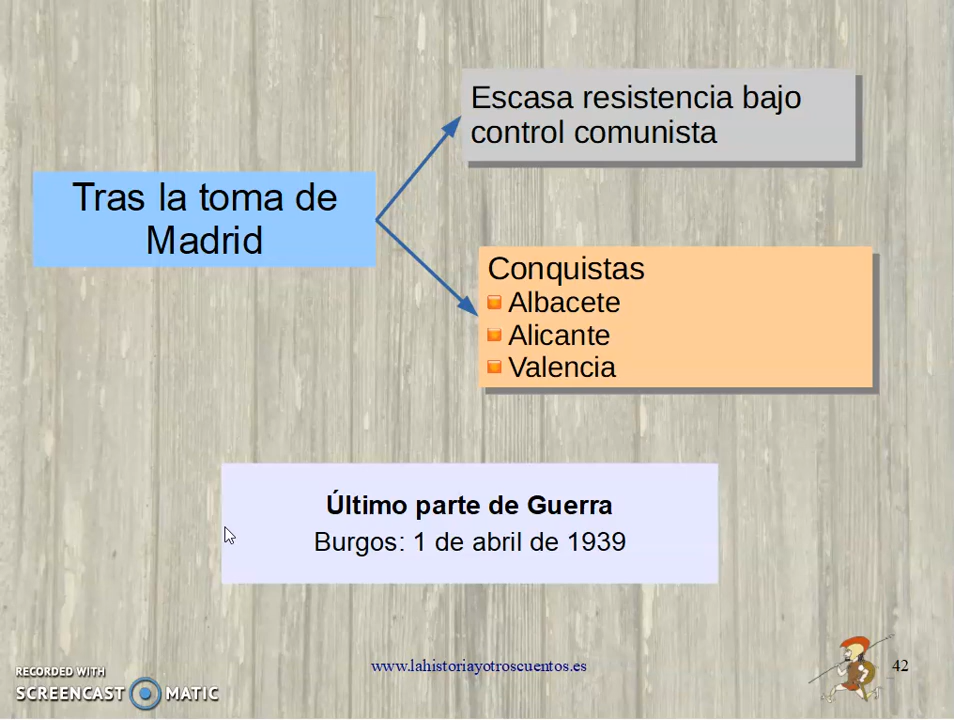 Escasa resistencia bajo
control comunista
Tras la toma de
Madrid
Conquistas
Albacete
Alicante
Valencia
Último parte de Guerra
Burgos: 1 de abril de 1939
RECORDED WITH
SCREENCAST MATIC
www.lahistoriayotroscuentos.es
42